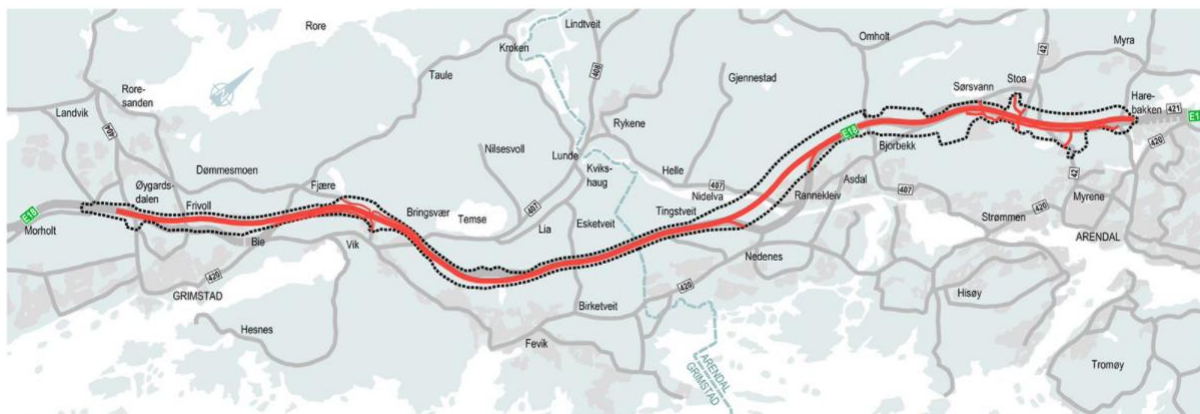 Rore
Lindtveit
Kroken
Omholt
42
Myra
Taule
408
Gjennestad
Stoa
Sørsvann
Rore-
sanden
Landvik
404
Hare-
bakken
421
E1
Rykene
E18
Bjorbekk
420
Nilsesvoll
Lunde
Kviks-
haug
Helle
407
Nidelva
Rannekleiv
Asdal
407
42
Myrene
Dømmesmoen
Fjære
Øygards-
dalen
Frivoll
E18
Morholt
Bringsvær
Temse
407
Lia
Esketveit
Tingstveit
Strømmen
420
ARENDAL
Bie
Vik
Nedenes
420
GRIMSTAD
420
Birketveit
Hisøy
Hesnes
Fevik
ARENDAL
GRIMSTAD
Tromøy